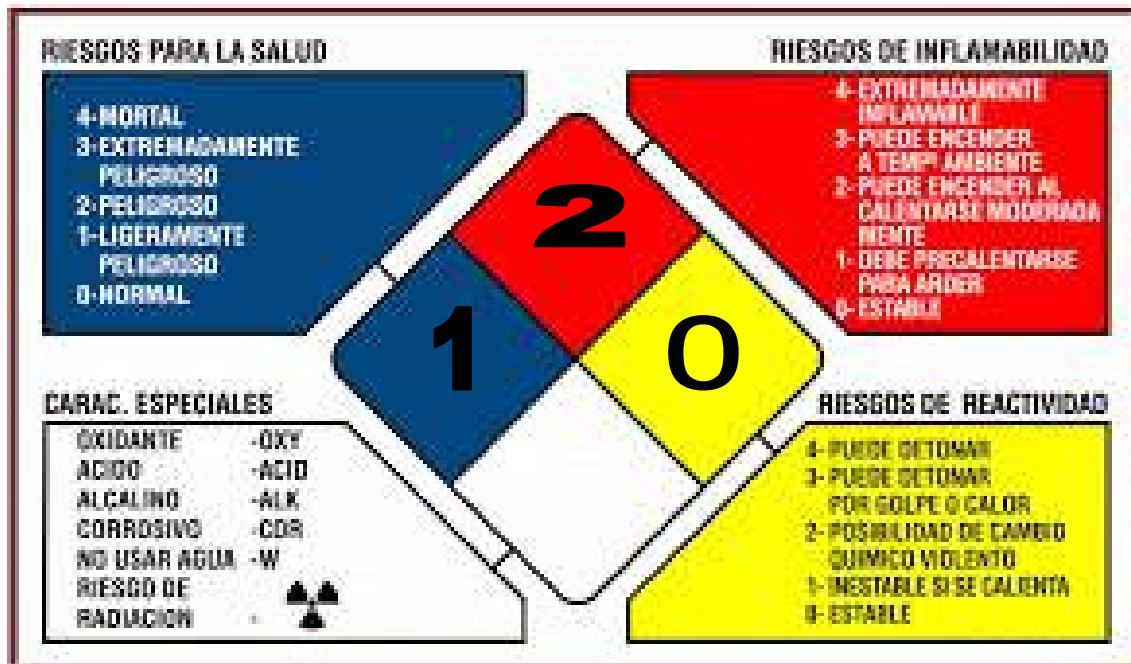 RIESGOS PARA LA SALUD
4-MORTAL
3-EXTREMADAMENTE
PELIGROSO
2-PELIGROSO
1-LIGERAMENTE
PELIGROSO
0-NORMAL
RIESGOS DE INFLAMABILIDAD
4- EXTREMADAMENTE
INFLAMABLE
3- PUEDE ENCENDER
A TEMPº AMBIENTE
2- PUEDE ENCENDER AL
CALENTARSE MODERADA
MENTE
1- DEBE PRECALENTARSE
PARA ARDER
0- ESTABLE
2
1
0
CARAC. ESPECIALES
OXIDANTE -OXY
ACIDO -ACID
ALCALINO -ALK
CORROSIVO -COR
NO USAR AGUA -W
RIESGO DE
RADIACION -
RIESGOS DE REACTIVIDAD
4- PUEDE DETONAR
3- PUEDE DETONAR
POR GOLPE O CALOR
2- POSIBILIDAD DE CAMBIO
QUIMICO VIOLENTO
1- INESTABLE SI SE CALIENTA
0- ESTABLE